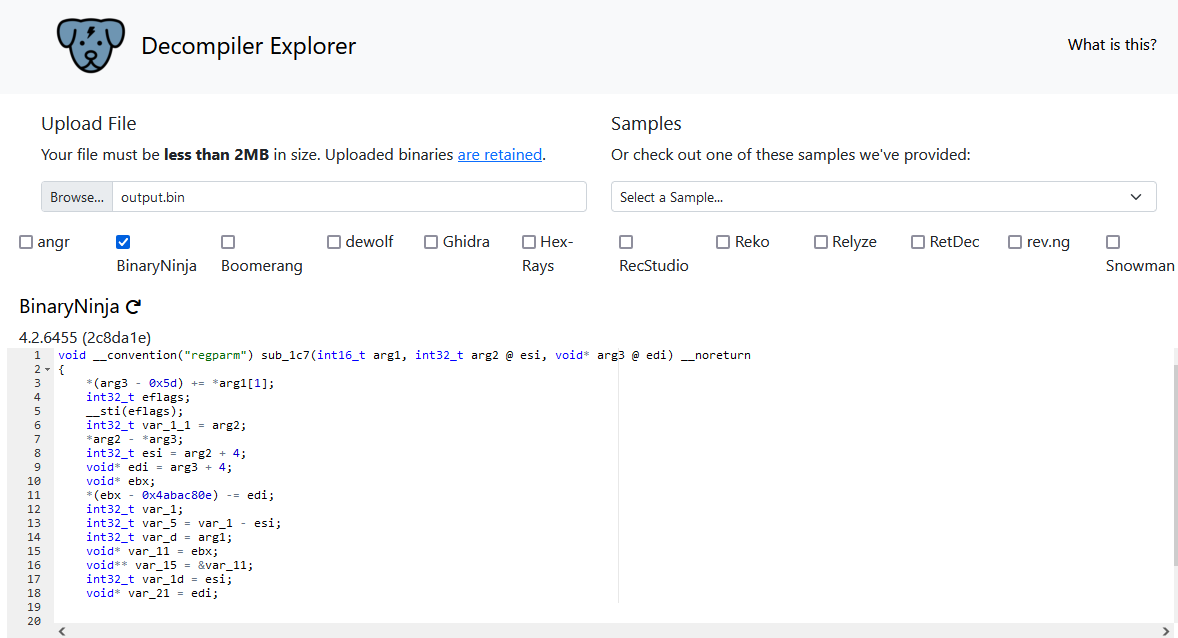 Decompiler Explorer
What is this?
Upload File
Your file must be less than 2MB in size. Uploaded binaries are retained.
Browse... output.bin
Samples
Or check out one of these samples we've provided:
Select a Sample...
angr
BinaryNinja
Boomerang
dewolf
Ghidra
Hex-
Rays
RecStudio
Reko
Relyze
RetDec
rev.ng
Snowman
BinaryNinja
4.2.6455 (2c8da1e)
1 void __convention("regparm") sub_1c7(int16_t arg1, int32_t arg2 @ esi, void* arg3 @ edi) __noreturn
2 {
3 *(arg3 - 0x5d) += *arg1[1];
4 int32_t eflags;
5 __sti(eflags);
6 int32_t var_1_1 = arg2;
7 *arg2 - *arg3;
8 int32_t esi = arg2 + 4;
9 void* edi = arg3 + 4;
10 void* ebx;
11 *(ebx - 0x4abac80e) -= edi;
12 int32_t var_1;
13 int32_t var_5 = var_1 - esi;
14 int32_t var_d = arg1;
15 void* var_11 = ebx;
16 void** var_15 = &var_11;
17 int32_t var_1d = esi;
18 void* var_21 = edi;
19
20